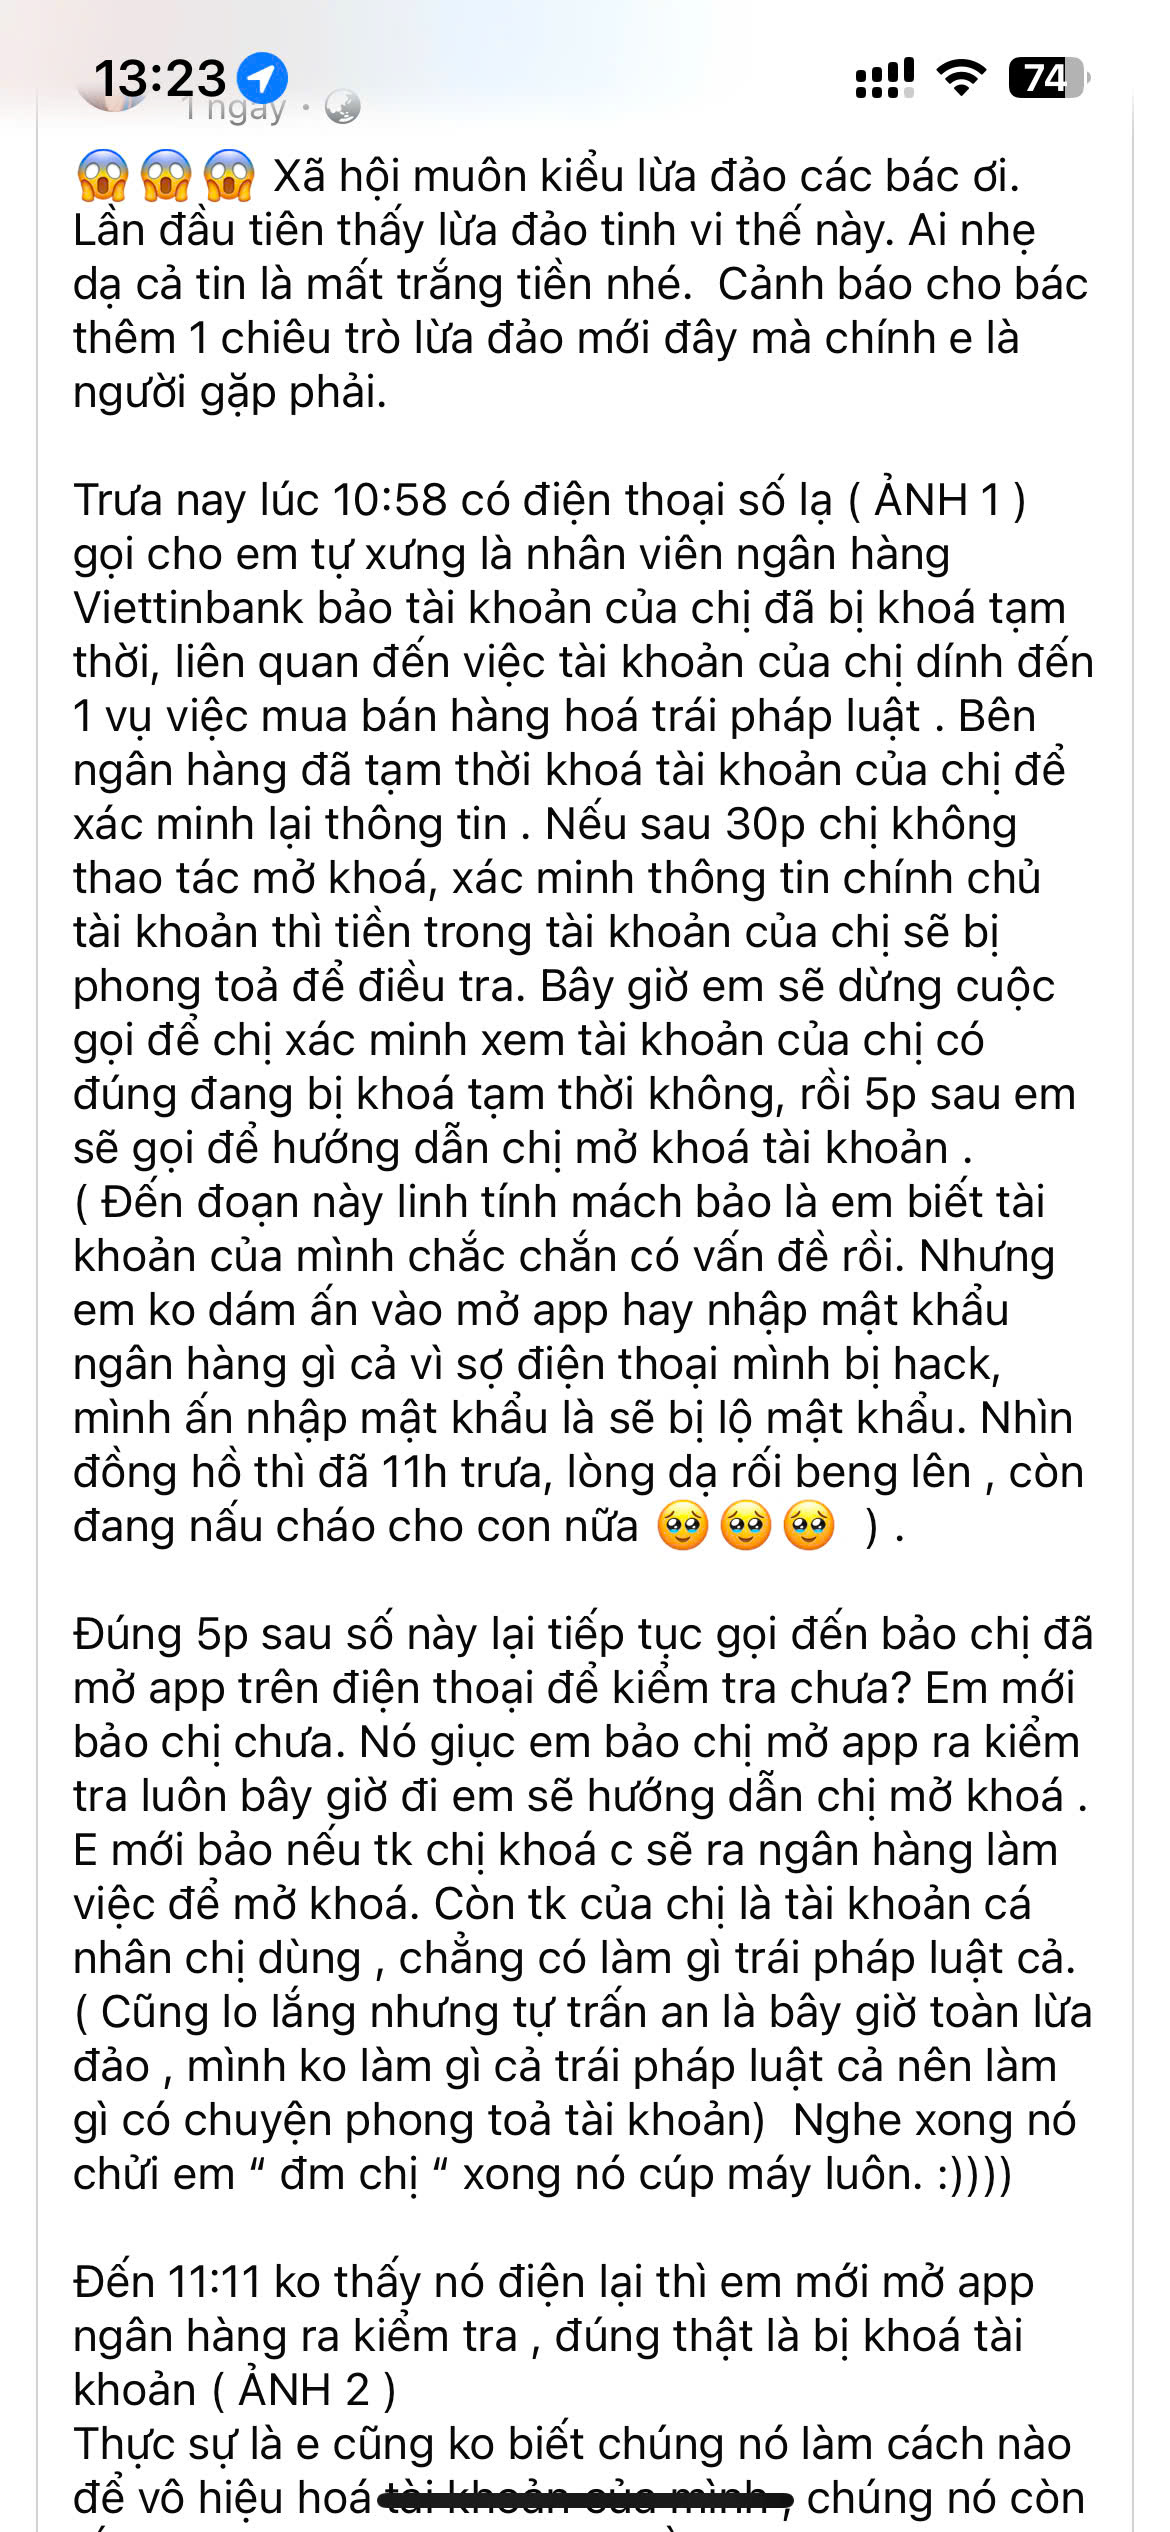 13:23
74
1 ngày ·
😱😱😱 Xã hội muôn kiểu lừa đảo các bác ơi.
Lần đầu tiên thấy lừa đảo tinh vi thế này. Ai nhẹ
dạ cả tin là mất trắng tiền nhé.  Cảnh báo cho bác
thêm 1 chiêu trò lừa đảo mới đây mà chính e là
người gặp phải.
Trưa nay lúc 10:58 có điện thoại số lạ ( ẢNH 1 )
gọi cho em tự xưng là nhân viên ngân hàng
Viettinbank bảo tài khoản của chị đã bị khoá tạm
thời, liên quan đến việc tài khoản của chị dính đến
1 vụ việc mua bán hàng hoá trái pháp luật . Bên
ngân hàng đã tạm thời khoá tài khoản của chị để
xác minh lại thông tin . Nếu sau 30p chị không
thao tác mở khoá, xác minh thông tin chính chủ
tài khoản thì tiền trong tài khoản của chị sẽ bị
phong toả để điều tra. Bây giờ em sẽ dừng cuộc
gọi để chị xác minh xem tài khoản của chị có
đúng đang bị khoá tạm thời không, rồi 5p sau em
sẽ gọi để hướng dẫn chị mở khoá tài khoản .
( Đến đoạn này linh tính mách bảo là em biết tài
khoản của mình chắc chắn có vấn đề rồi. Nhưng
em ko dám ấn vào mở app hay nhập mật khẩu
ngân hàng gì cả vì sợ điện thoại mình bị hack,
mình ấn nhập mật khẩu là sẽ bị lộ mật khẩu. Nhìn
đồng hồ thì đã 11h trưa, lòng dạ rối beng lên , còn
đang nấu cháo cho con nữa 🥹🥹🥹  ) .
Đúng 5p sau số này lại tiếp tục gọi đến bảo chị đã
mở app trên điện thoại để kiểm tra chưa? Em mới
bảo chị chưa. Nó giục em bảo chị mở app ra kiểm
tra luôn bây giờ đi em sẽ hướng dẫn chị mở khoá .
E mới bảo nếu tk chị khoá c sẽ ra ngân hàng làm
việc để mở khoá. Còn tk của chị là tài khoản cá
nhân chị dùng , chẳng có làm gì trái pháp luật cả.
( Cũng lo lắng nhưng tự trấn an là bây giờ toàn lừa
đảo , mình ko làm gì cả trái pháp luật cả nên làm
gì có chuyện phong toả tài khoản)  Nghe xong nó
chửi em “ đm chị “ xong nó cúp máy luôn. :))))
Đến 11:11 ko thấy nó điện lại thì em mới mở app
ngân hàng ra kiểm tra , đúng thật là bị khoá tài
khoản ( ẢNH 2 )
Thực sự là e cũng ko biết chúng nó làm cách nào
để vô hiệu hoá tài khoản của mình , chúng nó còn